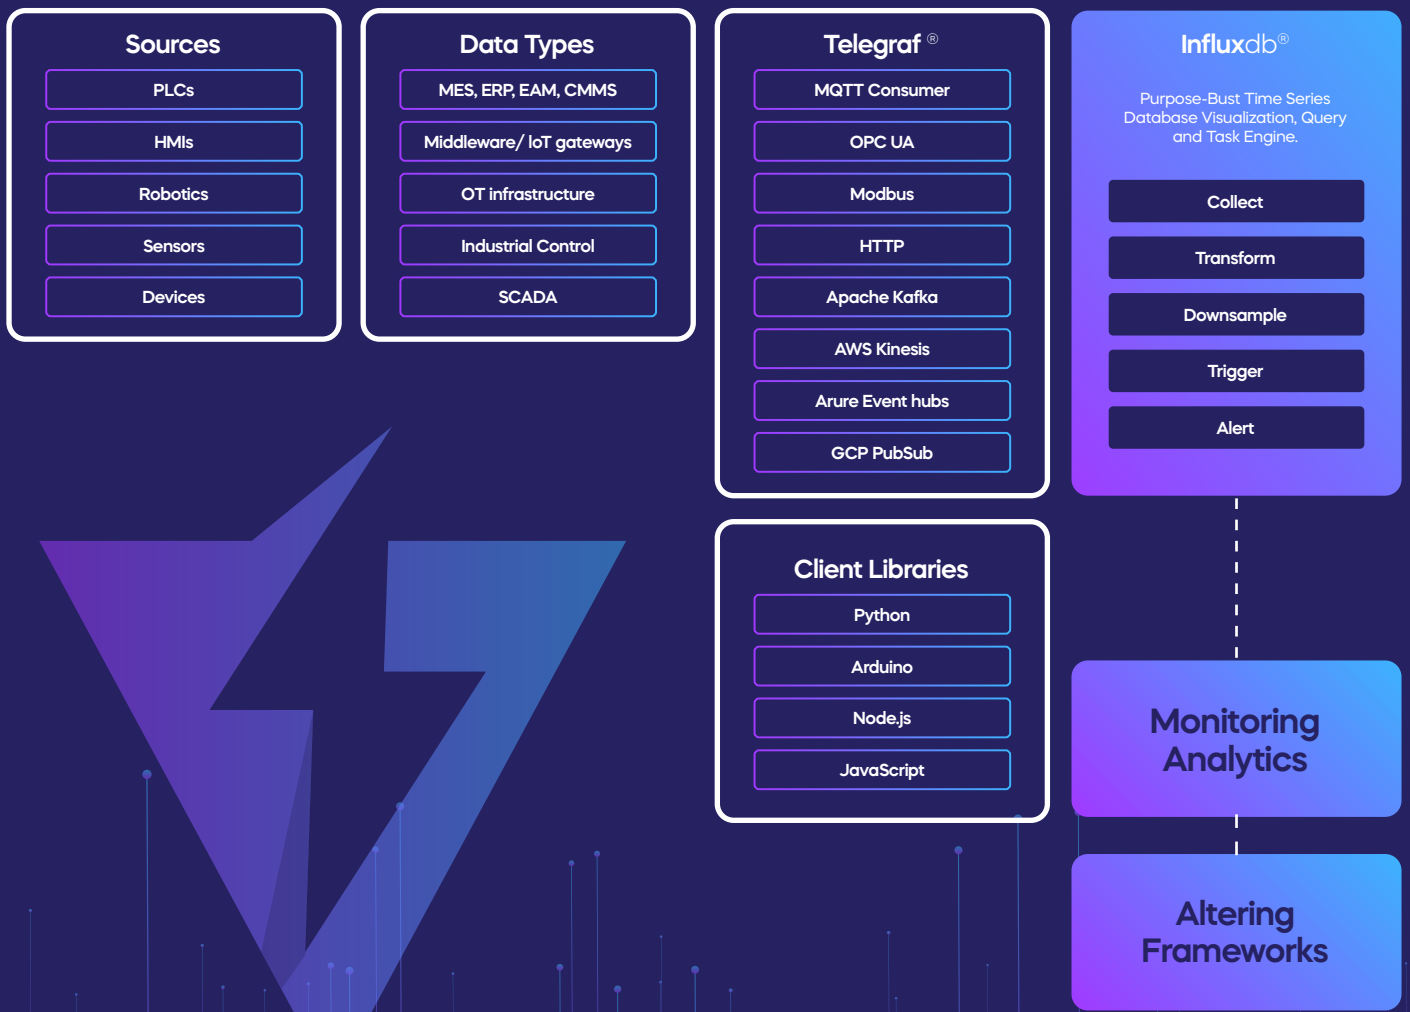 Sources
PLCs
HMIs
Robotics
Sensors
Devices
Data Types
MES, ERP, EAM, CMMS
Middleware/ IoT gateways
OT infrastructure
Industrial Control
SCADA
Telegraf ®
MQTT Consumer
OPC UA
Modbus
HTTP
Apache Kafka
AWS Kinesis
Arure Event hubs
GCP PubSub
Client Libraries
Python
Arduino
Node.js
JavaScript
Influxdb®
Purpose-Bust Time Series
Database Visualization, Query
and Task Engine.
Collect
Transform
Downsample
Trigger
Alert
Monitoring
Analytics
Altering
Frameworks